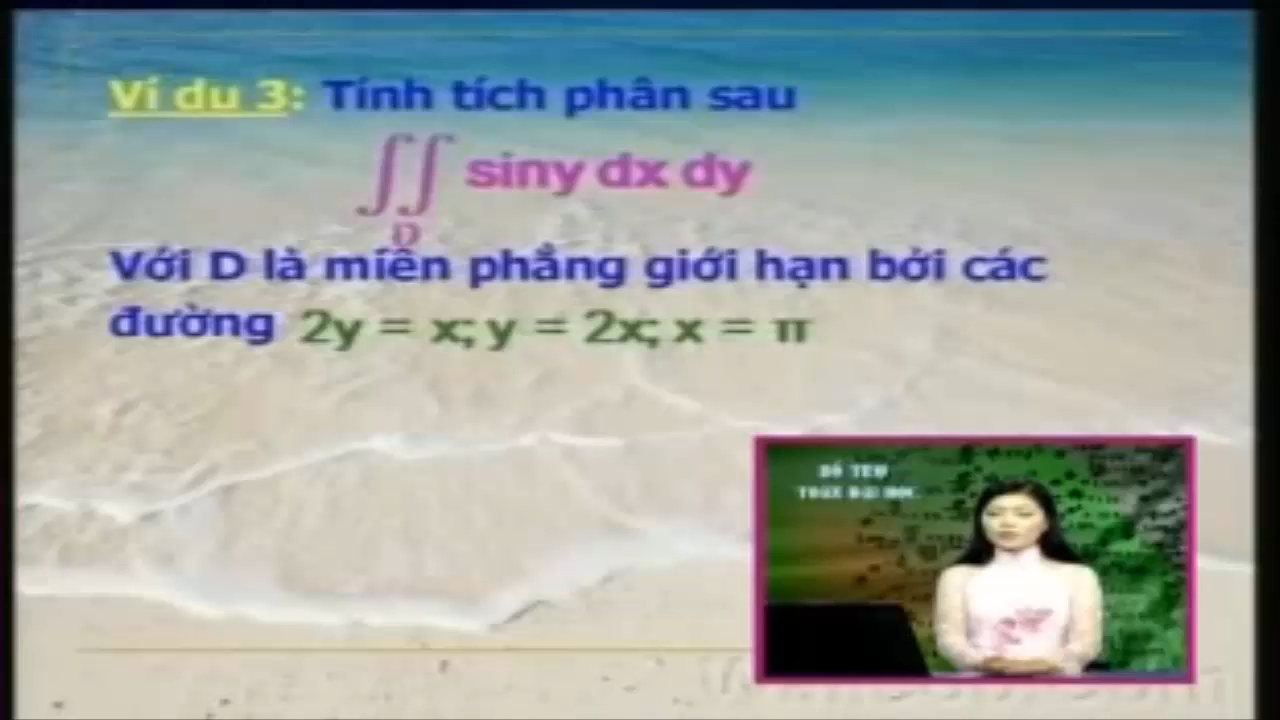 Ví dụ 3: Tính tích phân sau
∬ siny dx dy
D
Với D là miền phẳng giới hạn bởi các
đường 2y = x; y = 2x; x = π